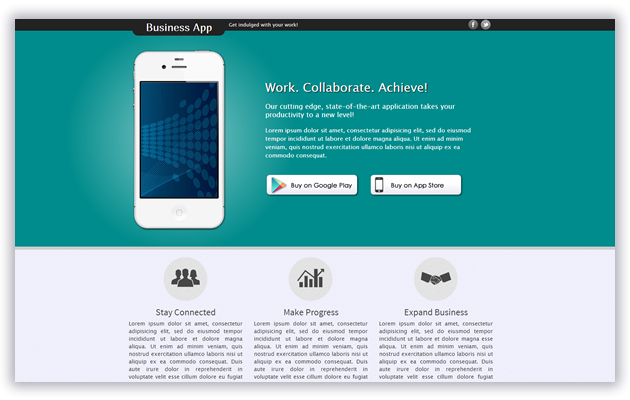 Business App
Get indulged with your work!
Work. Collaborate. Achieve!
Our cutting edge, state-of-the-art application takes your
productivity to a new level!
Lorem ipsum dolor sit amet, consectetur adipisicing elit, sed do eiusmod
tempor incididunt ut labore et dolore magna aliqua. Ut enim ad minim
veniam, quis nostrud exercitation ullamco laboris nisi ut aliquip ex ea
commodo consequat.
Buy on Google Play
Buy on App Store
Stay Connected
Lorem ipsum dolor sit amet, consectetur
adipisicing elit, sed do eiusmod tempor
incididunt ut labore et dolore magna
aliqua. Ut enim ad minim veniam, quis
nostrud exercitation ullamco laboris nisi ut
aliquip ex ea commodo consequat. Duis
aute irure dolor in reprehenderit in
voluptate velit esse cillum dolore eu fugiat
Make Progress
Lorem ipsum dolor sit amet, consectetur
adipisicing elit, sed do eiusmod tempor
incididunt ut labore et dolore magna
aliqua. Ut enim ad minim veniam, quis
nostrud exercitation ullamco laboris nisi ut
aliquip ex ea commodo consequat. Duis
aute irure dolor in reprehenderit in
voluptate velit esse cillum dolore eu fugiat
Expand Business
Lorem ipsum dolor sit amet, consectetur
adipisicing elit, sed do eiusmod tempor
incididunt ut labore et dolore magna esse
aliqua. Ut enim ad minim veniam, quis
nostrud exercitation ullamco laboris nisi ut
aliquip ex ea commodo consequat. Duis
aute irure dolor in reprehenderit in
voluptate velit esse cillum dolore eu fugiat